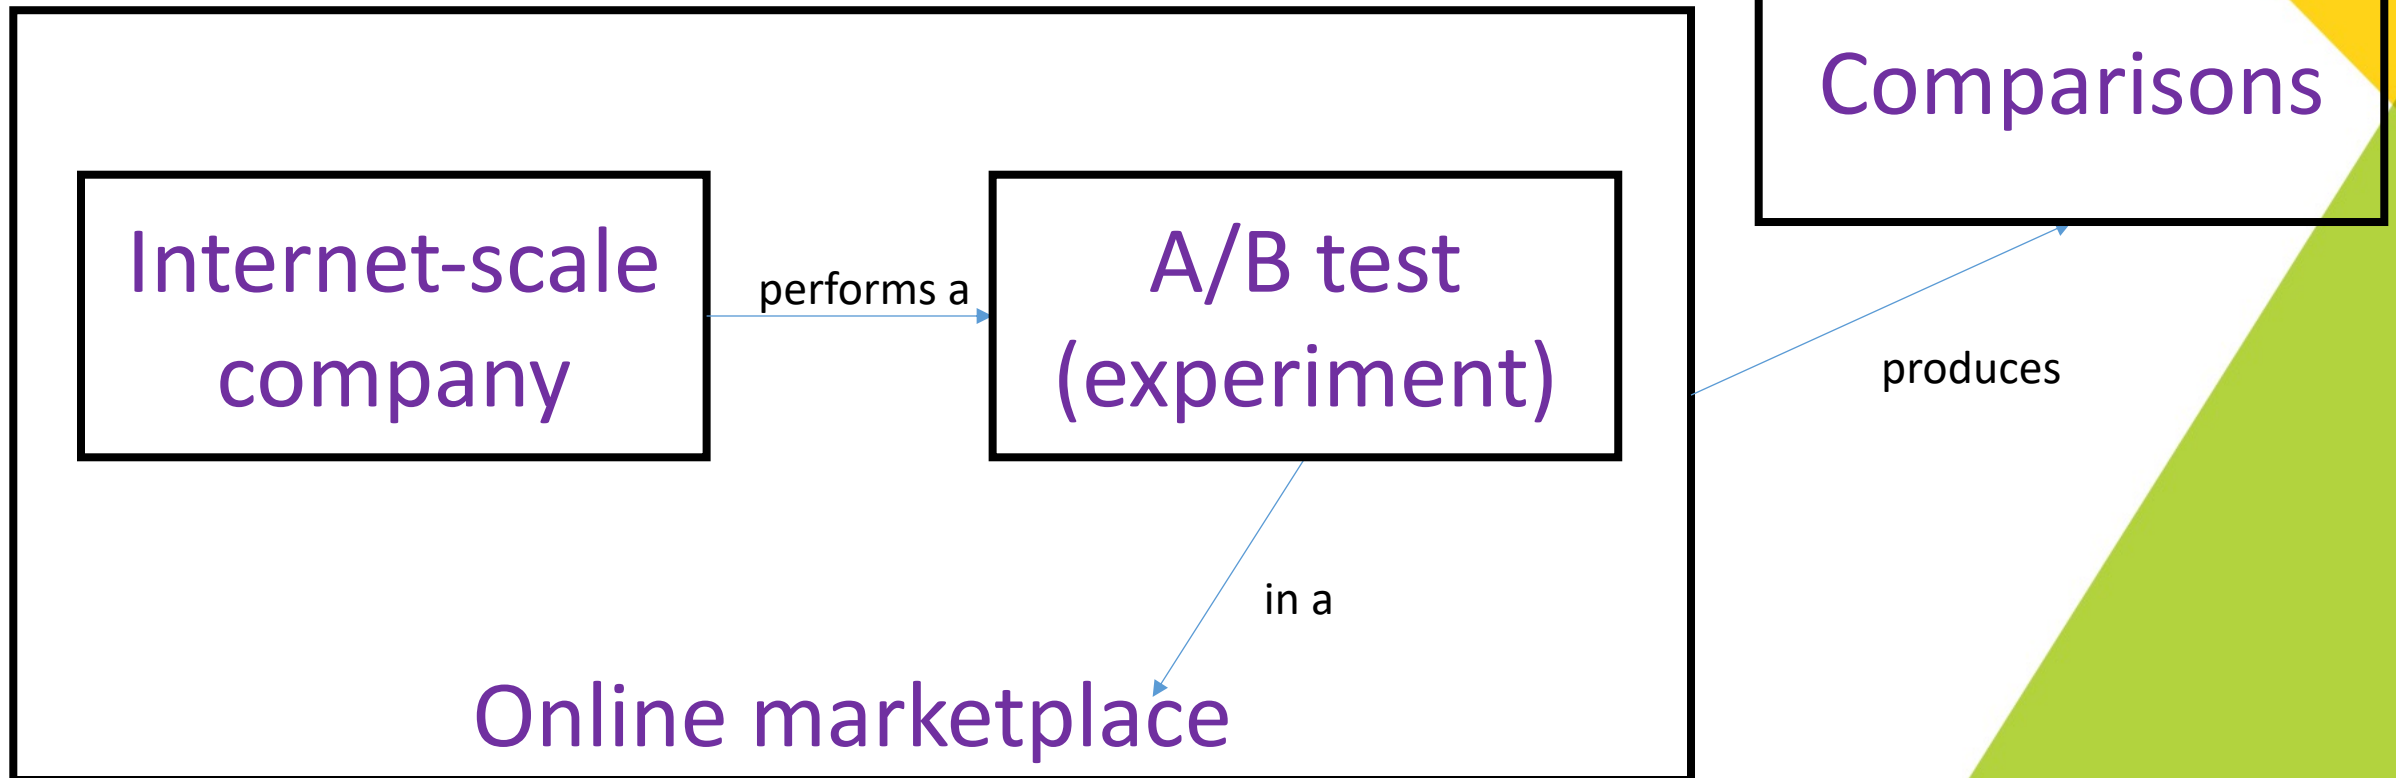 Comparisons
Internet-scale
company
performs a
A/B test
(experiment)
produces
in a
Online marketplace